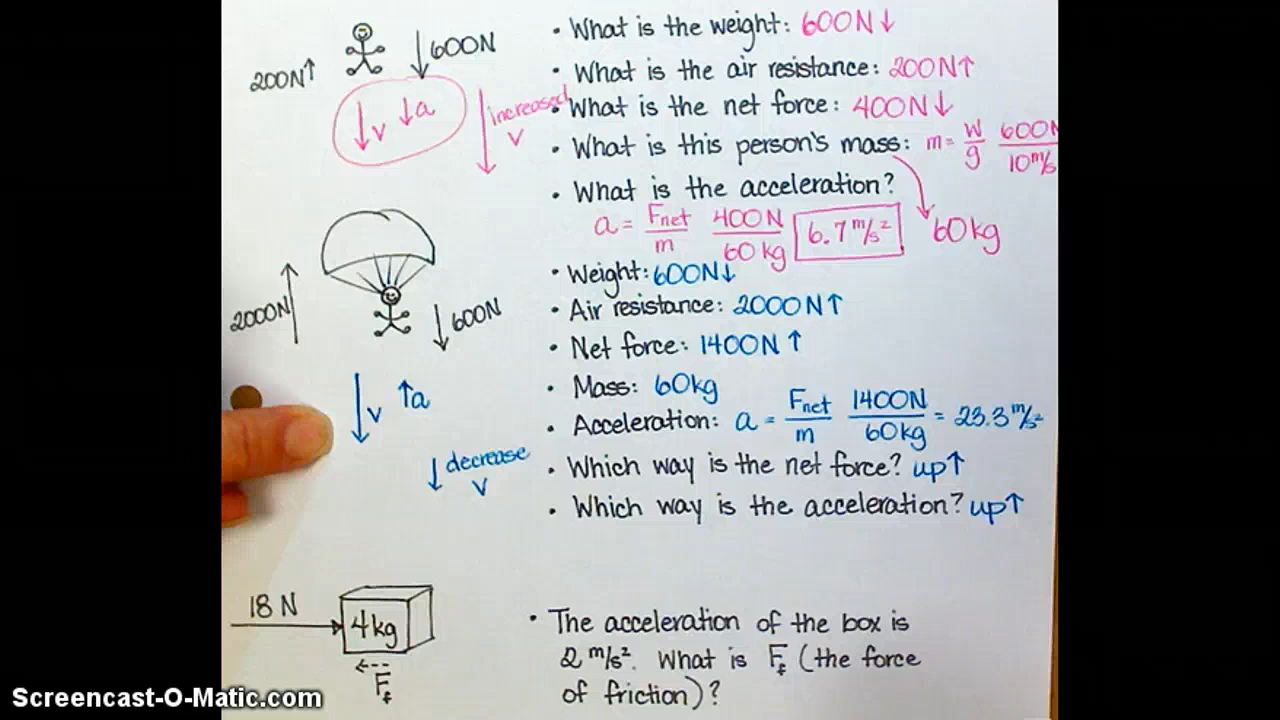 200N↑
↓600N
↓v ↓a
↓ increased v
• What is the weight: 600N↓
• What is the air resistance: 200N↑
• What is the net force: 400N↓
• What is this person's mass: m = W/g 600N/10 m/s
60kg
• What is the acceleration?
a = Fnet/m 400N/60kg 6.7 m/s²
2000N↑
↓600N
↓v ↑a
↓ decrease v
• Weight: 600N↓
• Air resistance: 2000N↑
• Net force: 1400N↑
• Mass: 60kg
• Acceleration: a = Fnet/m 1400N/60kg = 23.3 m/s²
• Which way is the net force? up↑
• Which way is the acceleration? up↑
18 N
4kg
Ff
• The acceleration of the box is
2 m/s². What is Ff (the force
of friction)?
Screencast-O-Matic.com